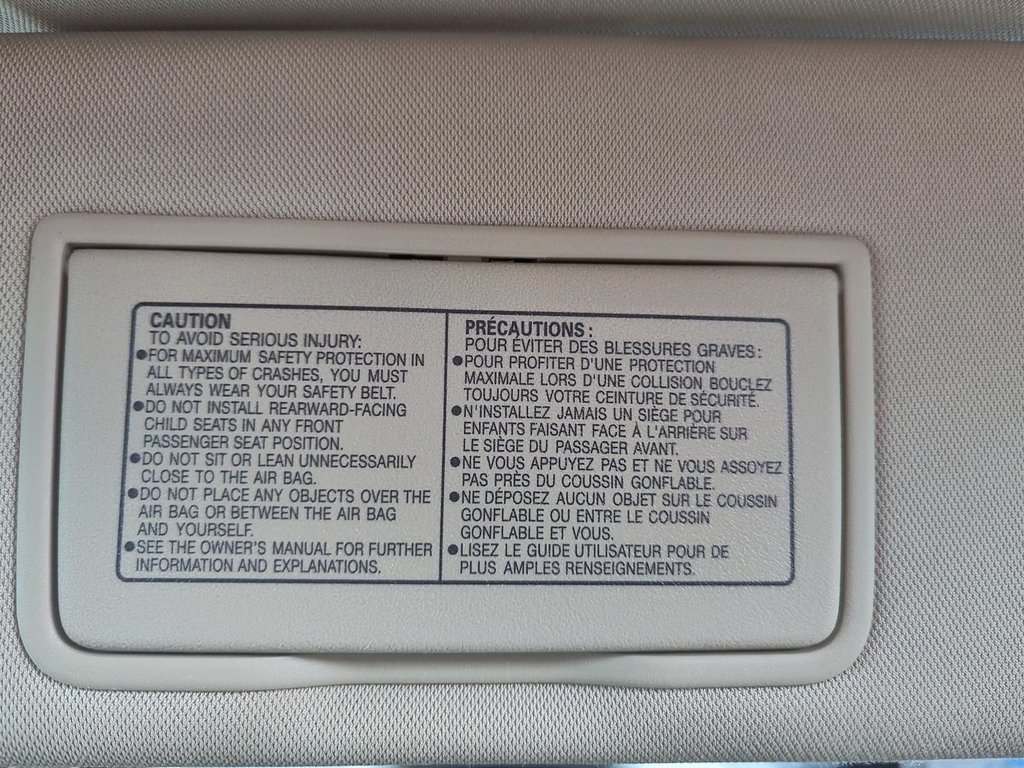 CAUTION
TO AVOID SERIOUS INJURY:
●FOR MAXIMUM SAFETY PROTECTION IN
ALL TYPES OF CRASHES, YOU MUST
ALWAYS WEAR YOUR SAFETY BELT.
●DO NOT INSTALL REARWARD-FACING
CHILD SEATS IN ANY FRONT
PASSENGER SEAT POSITION.
●DO NOT SIT OR LEAN UNNECESSARILY
CLOSE TO THE AIR BAG.
●DO NOT PLACE ANY OBJECTS OVER THE
AIR BAG OR BETWEEN THE AIR BAG
AND YOURSELF.
●SEE THE OWNER'S MANUAL FOR FURTHER
INFORMATION AND EXPLANATIONS.
PRÉCAUTIONS:
POUR ÉVITER DES BLESSURES GRAVES:
●POUR PROFITER D'UNE PROTECTION
MAXIMALE LORS D'UNE COLLISION BOUCLEZ
TOUJOURS VOTRE CEINTURE DE SÉCURITÉ.
●N'INSTALLEZ JAMAIS UN SIÈGE POUR
ENFANTS FAISANT FACE À L'ARRIÈRE SUR
LE SIÈGE DU PASSAGER AVANT.
●NE VOUS APPUYEZ PAS ET NE VOUS ASSOYEZ
PAS PRÈS DU COUSSIN GONFLABLE.
●NE DÉPOSEZ AUCUN OBJET SUR LE COUSSIN
GONFLABLE OU ENTRE LE COUSSIN
GONFLABLE ET VOUS.
●LISEZ LE GUIDE UTILISATEUR POUR DE
PLUS AMPLES RENSEIGNEMENTS.